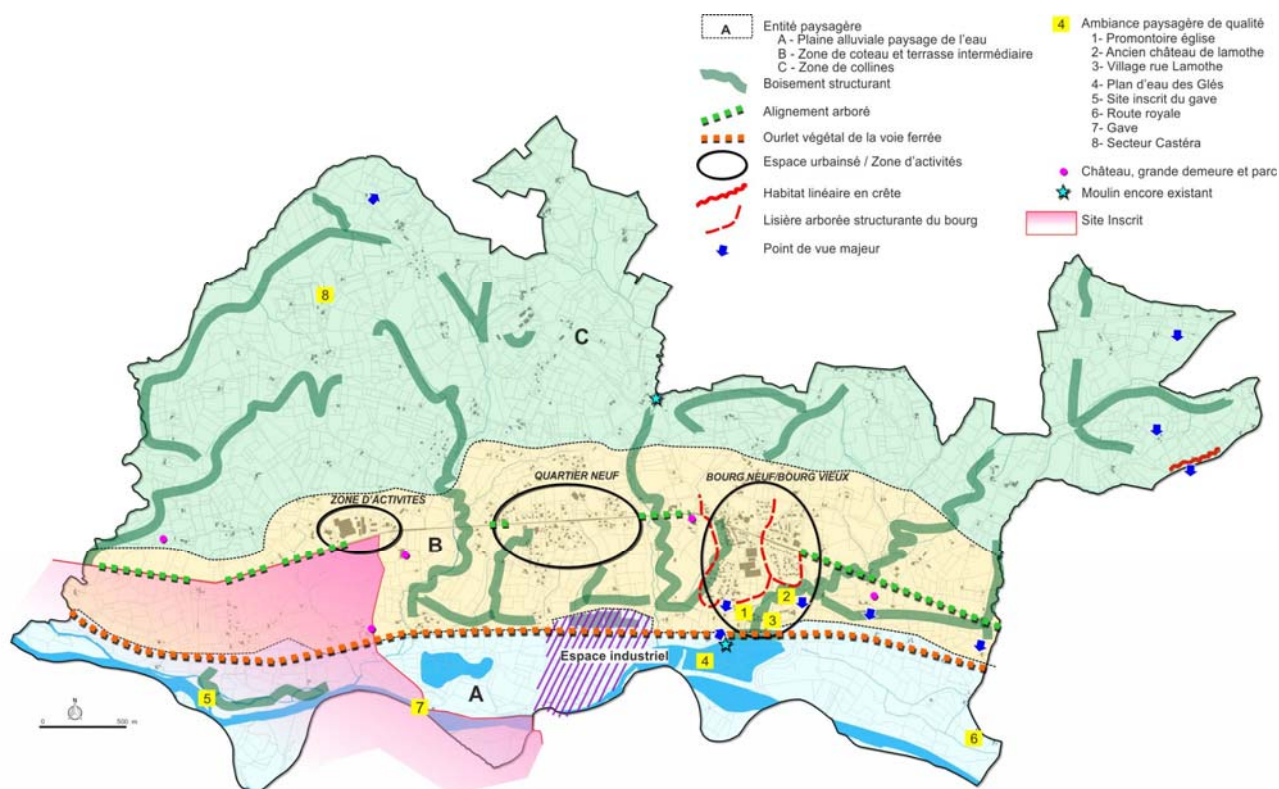 A
Entité paysagère
A - Plaine alluviale paysage de l'eau
B - Zone de coteau et terrasse intermédiaire
C - Zone de collines
Boisement structurant
Alignement arboré
Ourlet végétal de la voie ferrée
Espace urbainsé / Zone d'activités
Habitat linéaire en crête
Lisière arborée structurante du bourg
Point de vue majeur
4
Ambiance paysagère de qualité
1- Promontoire église
2- Ancien château de lamothe
3- Village rue Lamothe
4- Plan d'eau des Glés
5- Site inscrit du gave
6- Route royale
7- Gave
8- Secteur Castéra
Château, grande demeure et parc
Moulin encore existant
Site Inscrit
8
C
QUARTIER NEUF
BOURG NEUF/BOURG VIEUX
ZONE D'ACTIVITES
B
2
1
3
Espace industriel
4
A
5
7
6
N
0 500 m